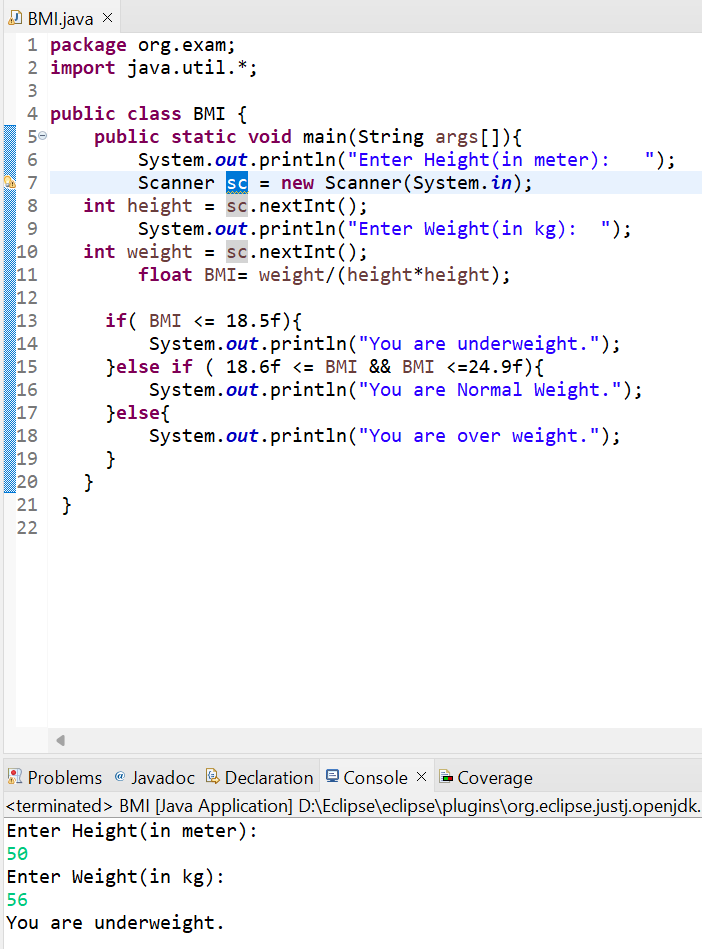 BMI.java
1 package org.exam;
2 import java.util.*;
3
4 public class BMI {
5 public static void main(String args[]){
6 System.out.println("Enter Height(in meter):   ");
7 Scanner sc = new Scanner(System.in);
8 int height = sc.nextInt();
9 System.out.println("Enter Weight(in kg):  ");
10 int weight = sc.nextInt();
11 float BMI= weight/(height*height);
12
13 if( BMI <= 18.5f){
14 System.out.println("You are underweight.");
15 }else if ( 18.6f <= BMI && BMI <=24.9f){
16 System.out.println("You are Normal Weight.");
17 }else{
18 System.out.println("You are over weight.");
19 }
20 }
21 }
22
Problems @ Javadoc Declaration Console Coverage
<terminated> BMI [Java Application] D:\Eclipse\eclipse\plugins\org.eclipse.justj.openjdk.
Enter Height(in meter):
50
Enter Weight(in kg):
56
You are underweight.